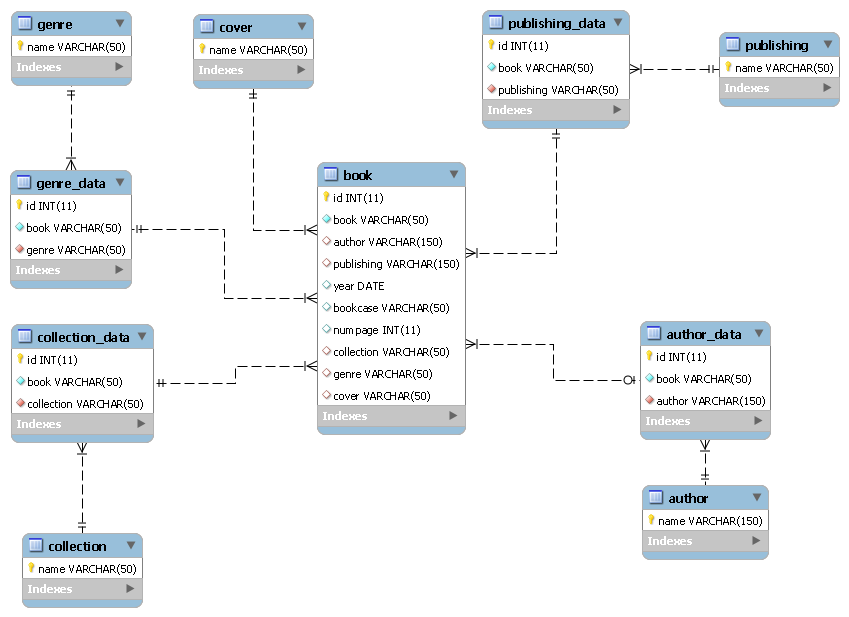 genre
name VARCHAR(50)
Indexes
cover
name VARCHAR(50)
Indexes
publishing_data
id INT(11)
book VARCHAR(50)
publishing VARCHAR(50)
Indexes
publishing
name VARCHAR(50)
Indexes
genre_data
id INT(11)
book VARCHAR(50)
genre VARCHAR(50)
Indexes
book
id INT(11)
book VARCHAR(50)
author VARCHAR(150)
publishing VARCHAR(150)
year DATE
bookcase VARCHAR(50)
numpage INT(11)
collection VARCHAR(50)
genre VARCHAR(50)
cover VARCHAR(50)
Indexes
collection_data
id INT(11)
book VARCHAR(50)
collection VARCHAR(50)
Indexes
author_data
id INT(11)
book VARCHAR(50)
author VARCHAR(150)
Indexes
author
name VARCHAR(150)
Indexes
collection
name VARCHAR(50)
Indexes